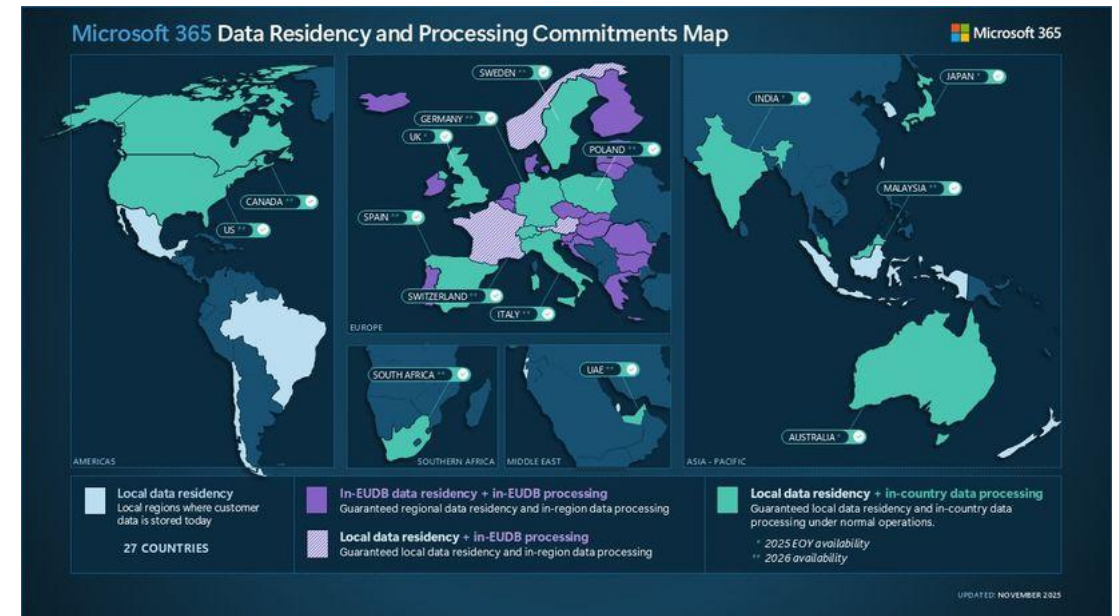 Microsoft 365 Data Residency and Processing Commitments Map
Microsoft 365
SWEDEN **
GERMANY **
UK *
POLAND **
SPAIN **
SWITZERLAND **
ITALY **
EUROPE
CANADA **
US **
AMERICAS
JAPAN *
INDIA *
MALAYSIA **
AUSTRALIA *
ASIA - PACIFIC
SOUTH AFRICA **
SOUTHERN AFRICA
UAE **
MIDDLE EAST
Local data residency
Local regions where customer
data is stored today
27 COUNTRIES
In-EUDB data residency + in-EUDB processing
Guaranteed regional data residency and in-region data processing
Local data residency + in-EUDB processing
Guaranteed local data residency and in-region data processing
Local data residency + in-country data processing
Guaranteed local data residency and in-country data
processing under normal operations.
* 2025 EOY availability
** 2026 availability
UPDATED: NOVEMBER 2025